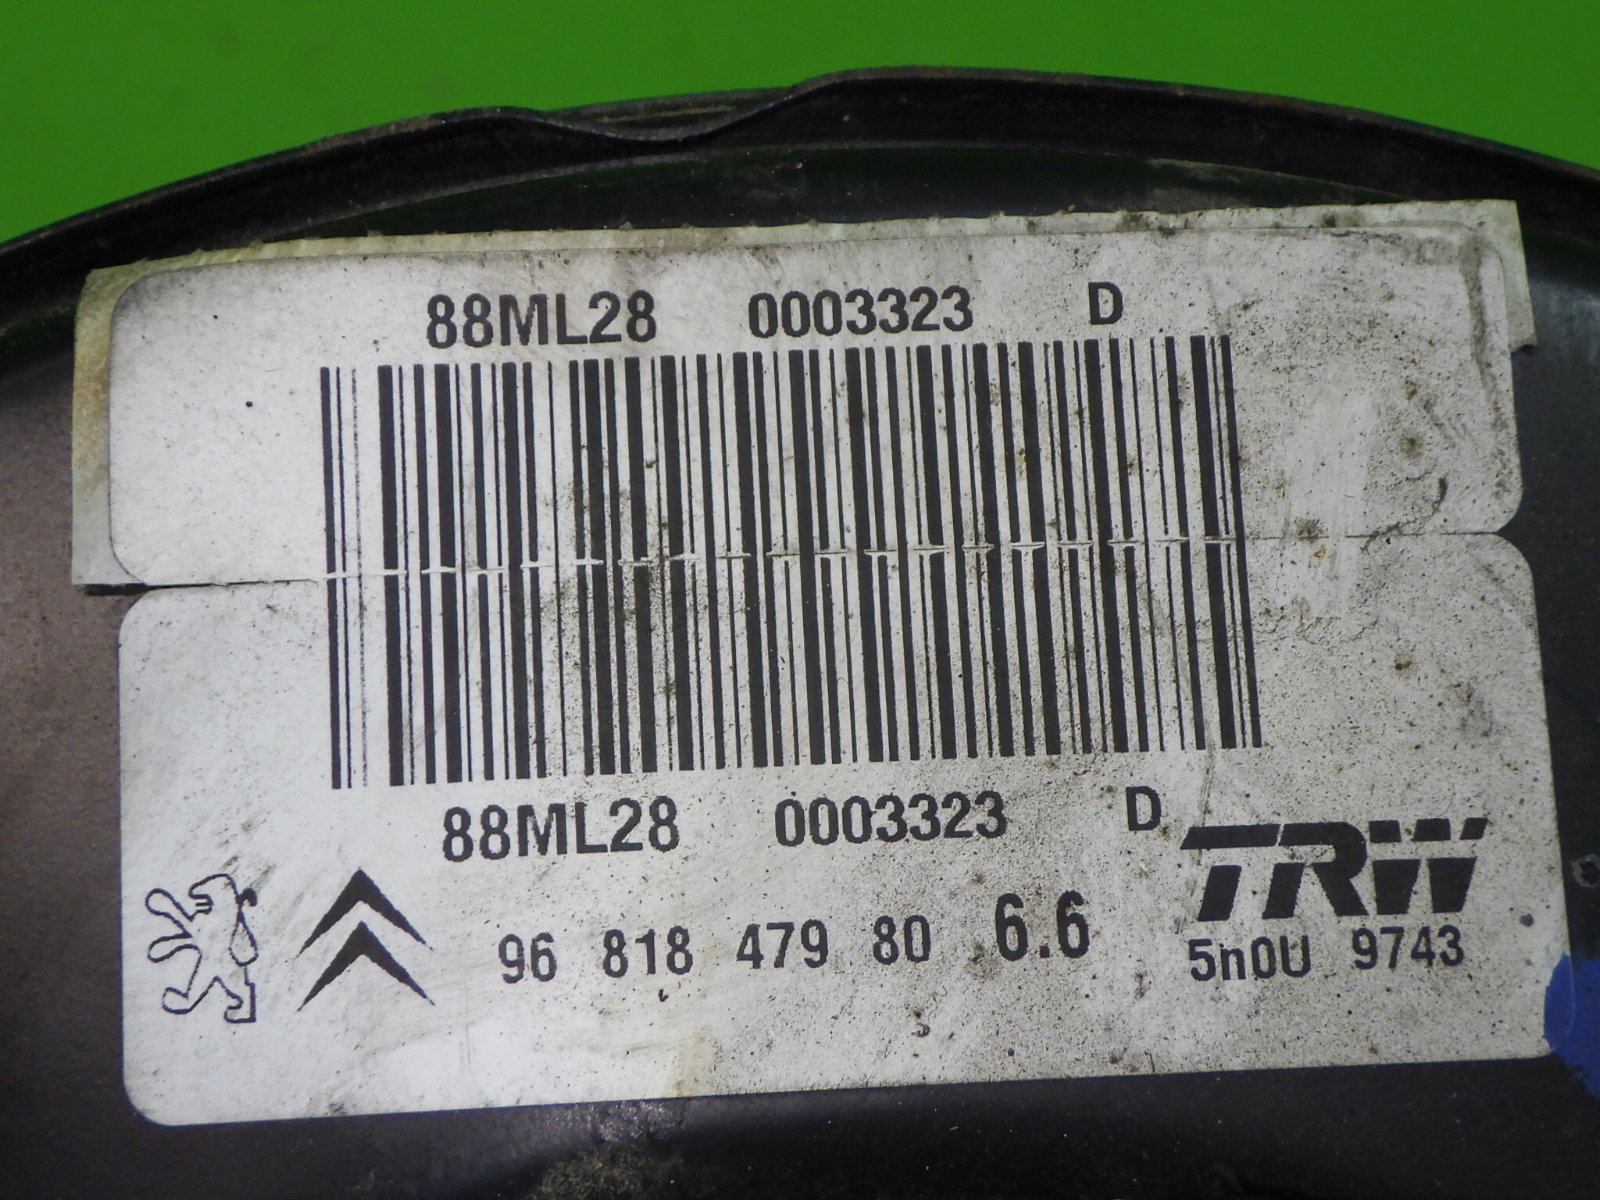 88ML28 0003323 D
88ML28 0003323 D
TRW
96 818 479 80 6.6
5n0U 9743